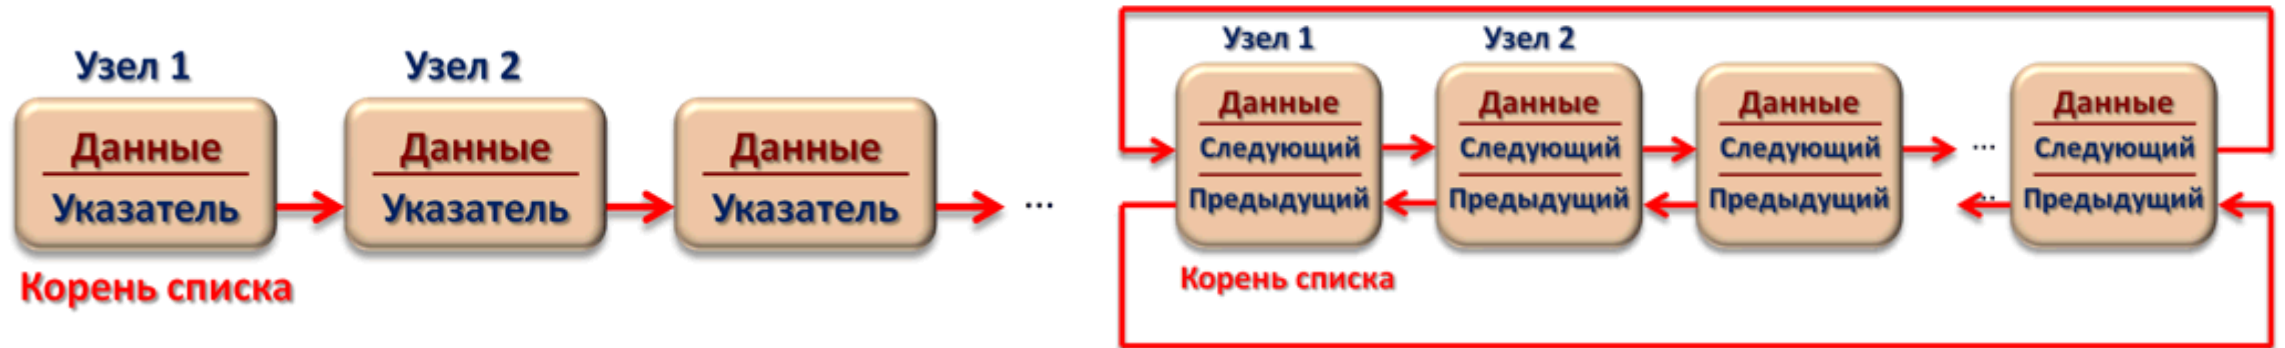 Узел 1
Узел 2
Данные
Указатель
Данные
Указатель
Данные
Указатель
...
Корень списка
Узел 1
Узел 2
Данные
Следующий
Предыдущий
Данные
Следующий
Предыдущий
Данные
Следующий
Предыдущий
...
...
Данные
Следующий
Предыдущий
Корень списка